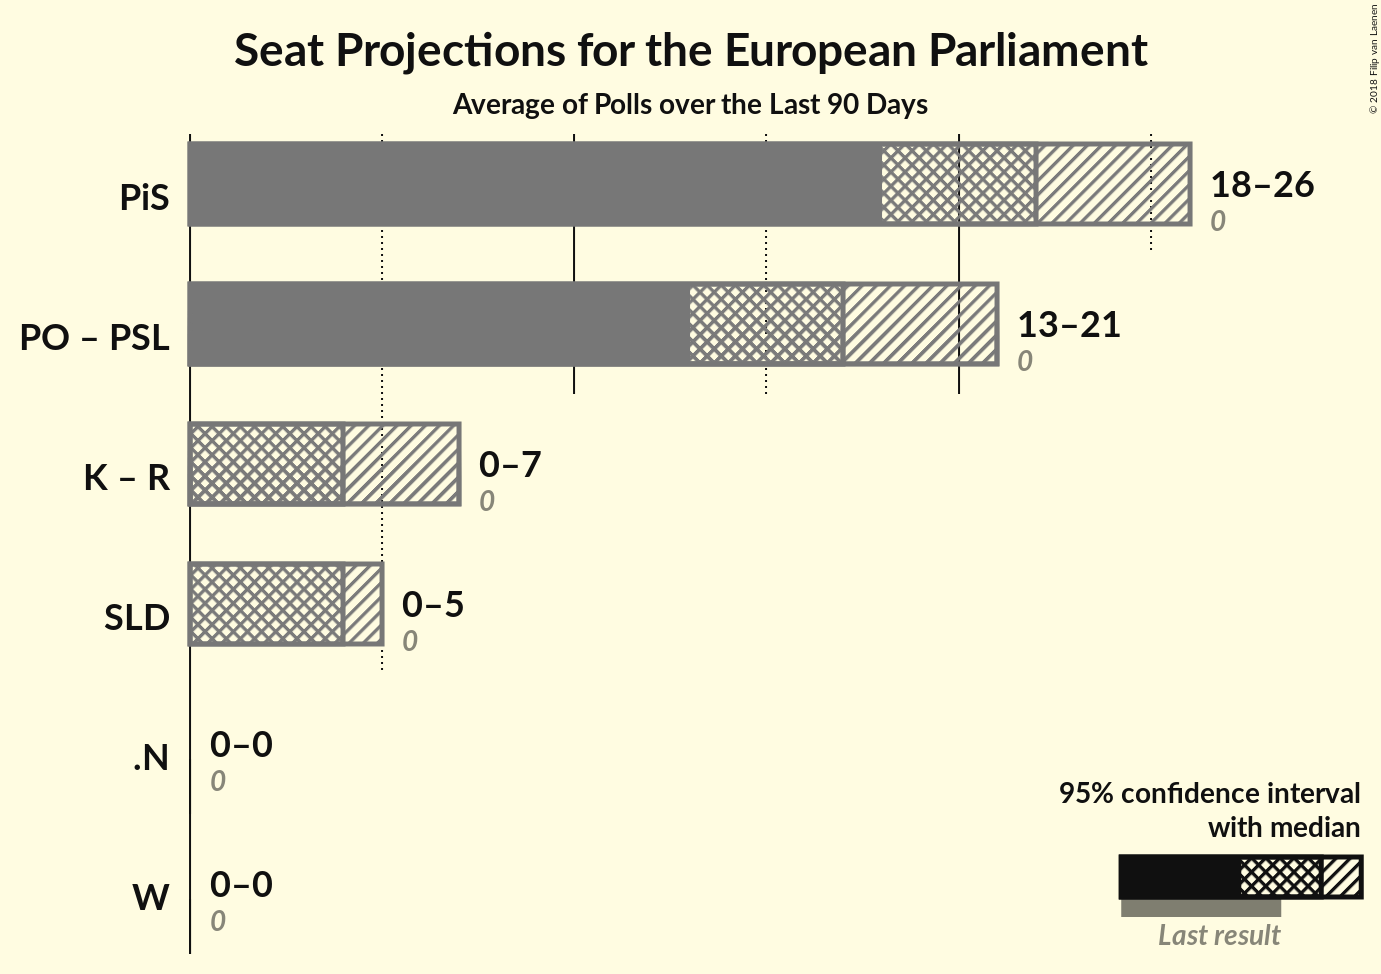 Seat Projections for the European Parliament
Average of Polls over the Last 90 Days
© 2018 Filip van Laenen
PiS
18–26
0
PO – PSL
13–21
0
K – R
0–7
0
SLD
0–5
0
.N
0–0
0
W
0–0
0
95% confidence interval
with median
Last result